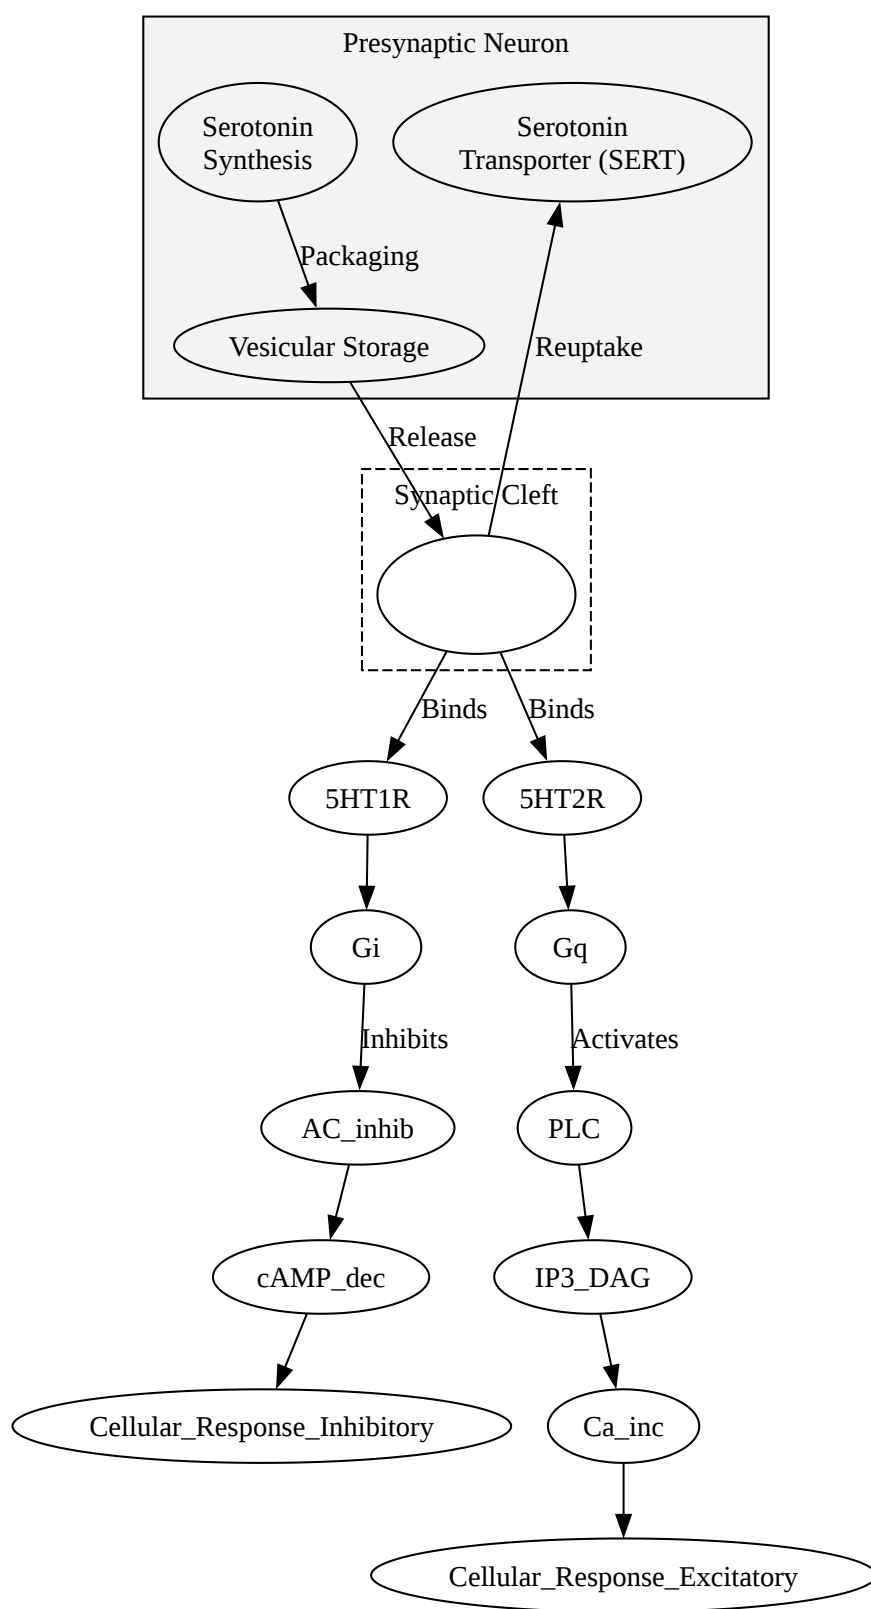 Presynaptic Neuron
Serotonin
Synthesis
Serotonin
Transporter (SERT)
Packaging
Vesicular Storage
Reuptake
Release
Synaptic Cleft
Binds
Binds
5HT1R
5HT2R
Gi
Gq
Inhibits
Activates
AC_inhib
PLC
cAMP_dec
IP3_DAG
Cellular_Response_Inhibitory
Ca_inc
Cellular_Response_Excitatory